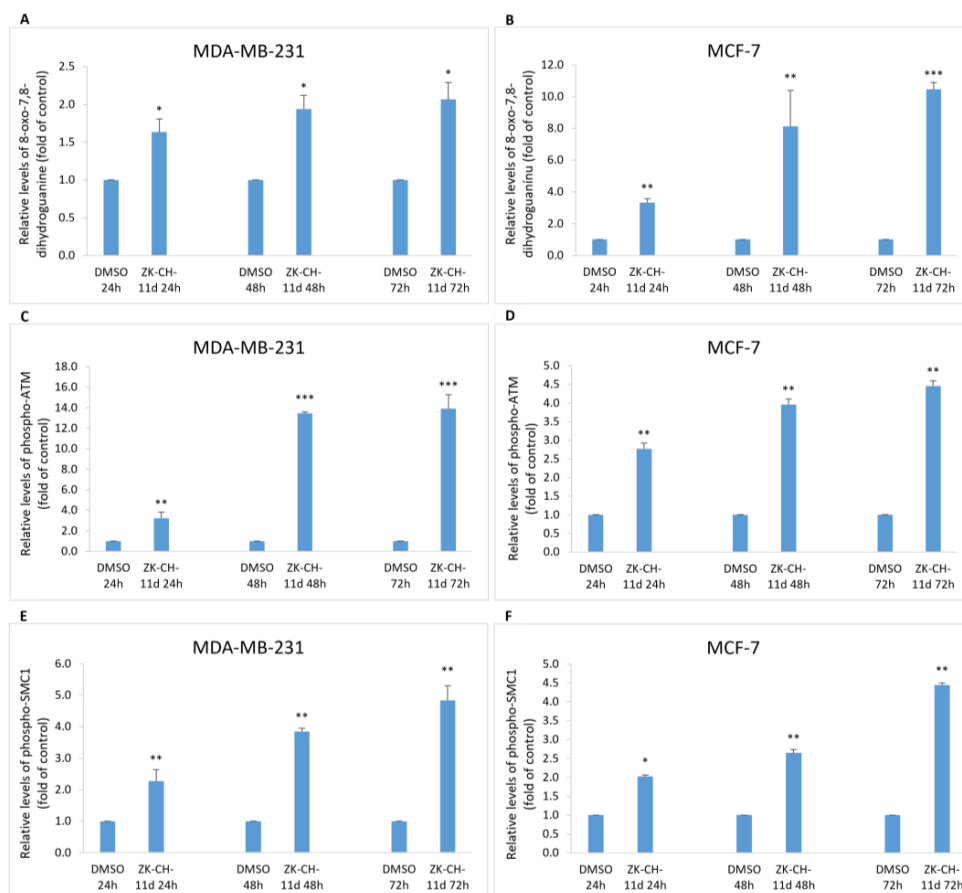 A
MDA-MB-231
Relative levels of 8-oxo-7,8-
dihydroguanine (fold of control)
2.5
2.0
1.5
1.0
0.5
0.0
*
*
*
DMSO
24h
ZK-CH-
11d 24h
DMSO
48h
ZK-CH-
11d 48h
DMSO
72h
ZK-CH-
11d 72h
B
MCF-7
Relative levels of 8-oxo-7,8-
dihydroguaninu (fold of control)
12.0
10.0
8.0
6.0
4.0
2.0
0.0
**
**
***
DMSO
24h
ZK-CH-
11d 24h
DMSO
48h
ZK-CH-
11d 48h
DMSO
72h
ZK-CH-
11d 72h
C
MDA-MB-231
Relative levels of phospho-ATM
(fold of control)
18.0
16.0
14.0
12.0
10.0
8.0
6.0
4.0
2.0
0.0
**
***
***
DMSO
24h
ZK-CH-
11d 24h
DMSO
48h
ZK-CH-
11d 48h
DMSO
72h
ZK-CH-
11d 72h
D
MCF-7
Relative levels of phospho-ATM
(fold of control)
5.0
4.5
4.0
3.5
3.0
2.5
2.0
1.5
1.0
0.5
0.0
**
**
**
DMSO
24h
ZK-CH-
11d 24h
DMSO
48h
ZK-CH-
11d 48h
DMSO
72h
ZK-CH-
11d 72h
E
MDA-MB-231
Relative levels of phospho-SMC1
(fold of control)
6.0
5.0
4.0
3.0
2.0
1.0
0.0
**
**
**
DMSO
24h
ZK-CH-
11d 24h
DMSO
48h
ZK-CH-
11d 48h
DMSO
72h
ZK-CH-
11d 72h
F
MCF-7
Relative levels of phospho-SMC1
(fold of control)
5.0
4.5
4.0
3.5
3.0
2.5
2.0
1.5
1.0
0.5
0.0
*
**
**
DMSO
24h
ZK-CH-
11d 24h
DMSO
48h
ZK-CH-
11d 48h
DMSO
72h
ZK-CH-
11d 72h